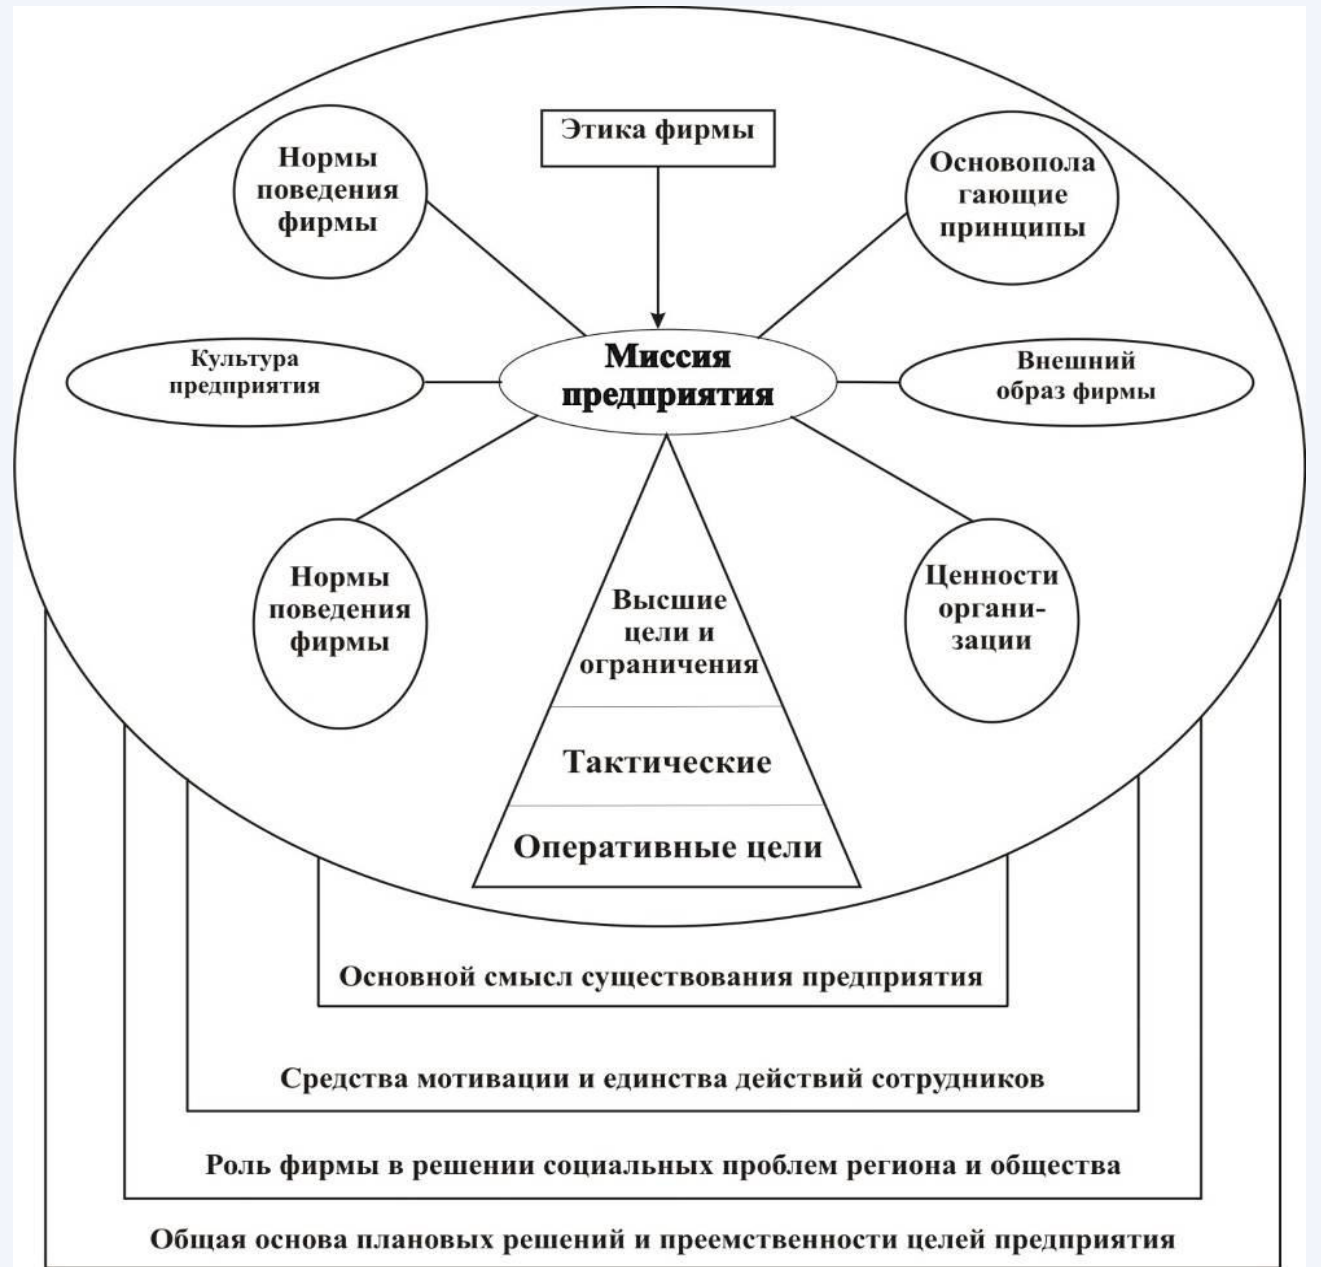 Этика фирмы
Нормы
поведения
фирмы
Основопола
гающие
принципы
Культура
предприятия
Миссия
предприятия
Внешний
образ фирмы
Нормы
поведения
фирмы
Высшие
цели и
ограничения
Ценности
органи-
зации
Тактические
Оперативные цели
Основной смысл существования предприятия
Средства мотивации и единства действий сотрудников
Роль фирмы в решении социальных проблем региона и общества
Общая основа плановых решений и преемственности целей предприятия